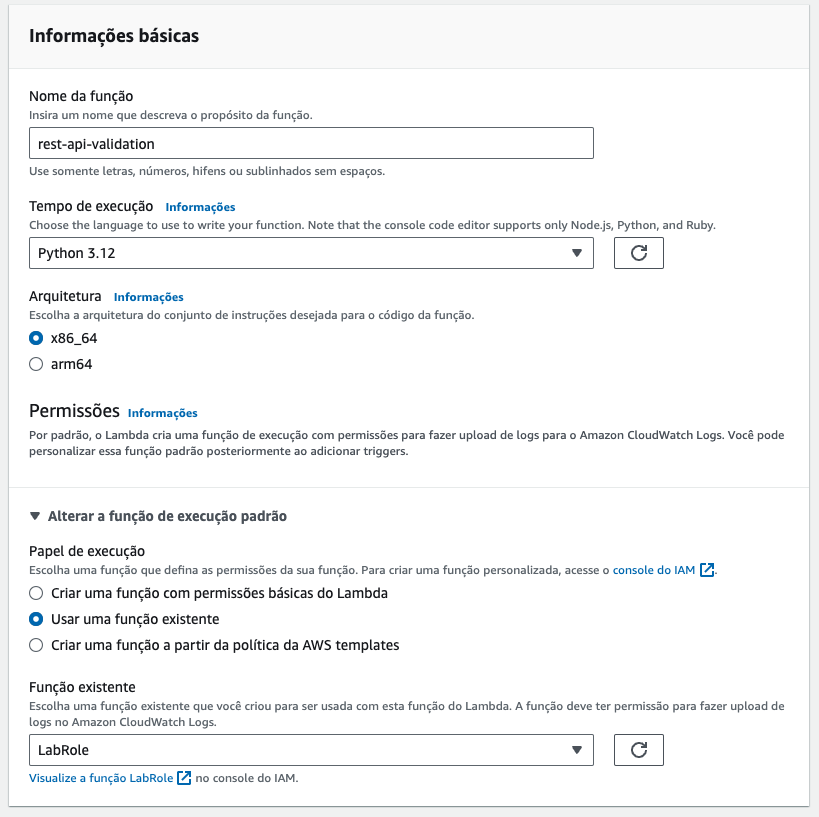 Informações básicas
Nome da função
Insira um nome que descreva o propósito da função.
rest-api-validation
Use somente letras, números, hifens ou sublinhados sem espaços.
Tempo de execução Informações
Choose the language to use to write your function. Note that the console code editor supports only Node.js, Python, and Ruby.
Python 3.12
Arquitetura Informações
Escolha a arquitetura do conjunto de instruções desejada para o código da função.
x86_64
arm64
Permissões Informações
Por padrão, o Lambda cria uma função de execução com permissões para fazer upload de logs para o Amazon CloudWatch Logs. Você pode
personalizar essa função padrão posteriormente ao adicionar triggers.
Alterar a função de execução padrão
Papel de execução
Escolha uma função que defina as permissões da sua função. Para criar uma função personalizada, acesse o console do IAM.
Criar uma função com permissões básicas do Lambda
Usar uma função existente
Criar uma função a partir da política da AWS templates
Função existente
Escolha uma função existente que você criou para ser usada com esta função do Lambda. A função deve ter permissão para fazer upload de
logs no Amazon CloudWatch Logs.
LabRole
Visualize a função LabRole no console do IAM.